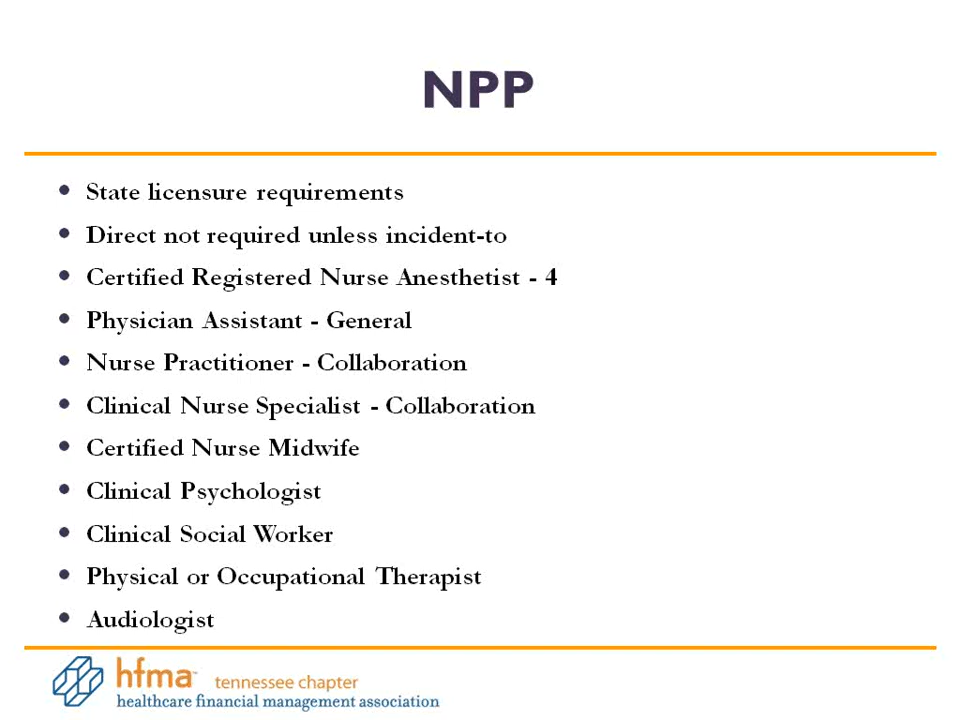 NPP
• State licensure requirements
• Direct not required unless incident-to
• Certified Registered Nurse Anesthetist - 4
• Physician Assistant - General
• Nurse Practitioner - Collaboration
• Clinical Nurse Specialist - Collaboration
• Certified Nurse Midwife
• Clinical Psychologist
• Clinical Social Worker
• Physical or Occupational Therapist
• Audiologist
hfma™ tennessee chapter
healthcare financial management association